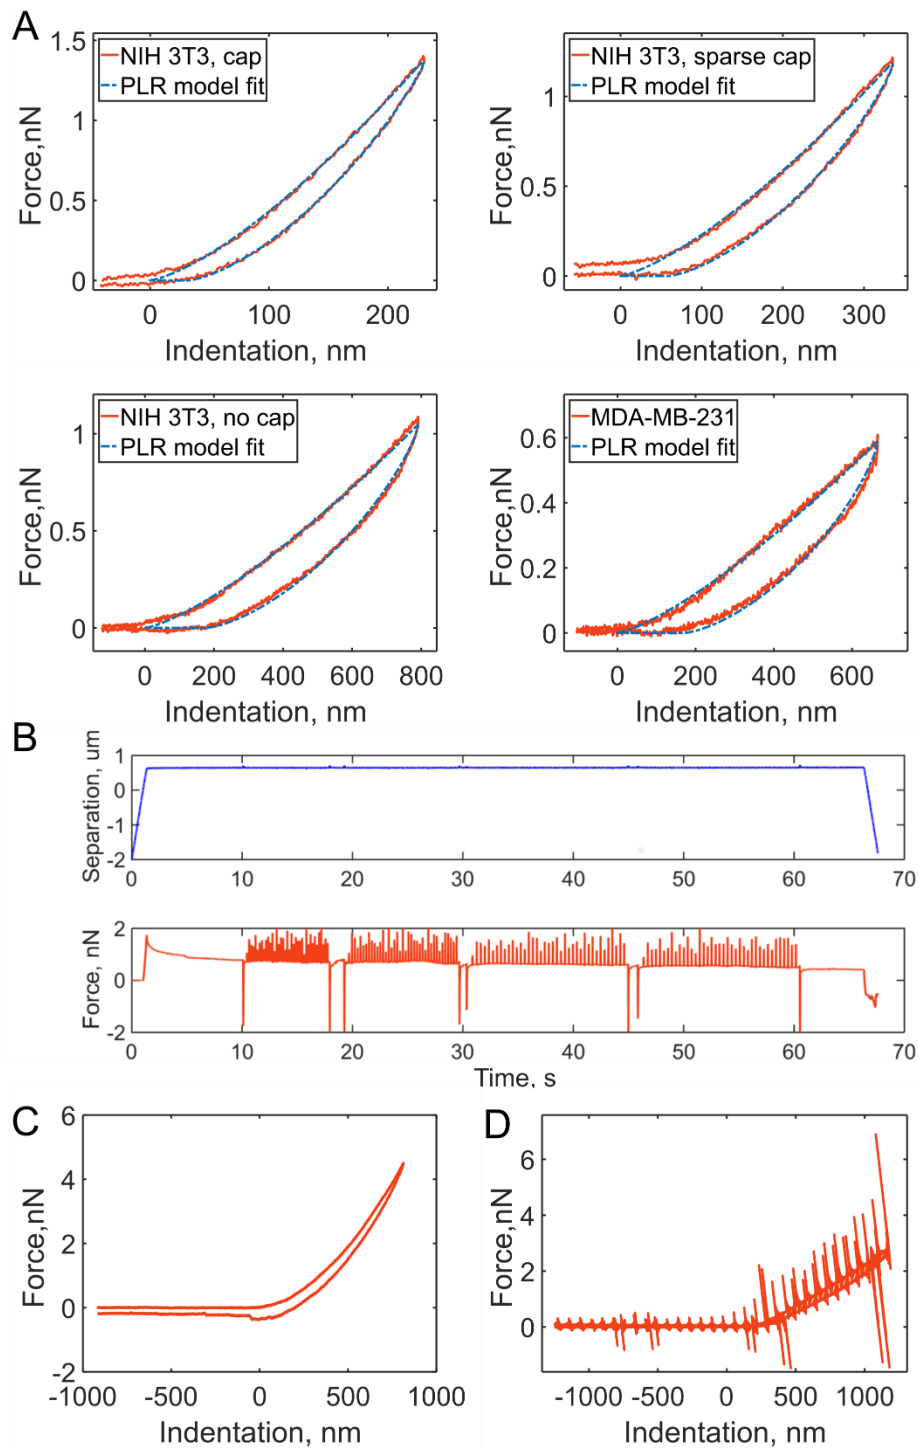 A
NIH 3T3, cap
PLR model fit
Force,nN
1.5
1
0.5
0
0 100 200
Indentation, nm
NIH 3T3, sparse cap
PLR model fit
Force,nN
1
0.5
0
0 100 200 300
Indentation, nm
NIH 3T3, no cap
PLR model fit
Force,nN
1
0.5
0
0 200 400 600 800
Indentation, nm
MDA-MB-231
PLR model fit
Force,nN
0.6
0.4
0.2
0
0 200 400 600
Indentation, nm
B
Separation, um
1
0
-1
-2
0 10 20 30 40 50 60 70
Force, nN
2
0
-2
0 10 20 30 40 50 60 70
Time, s
C
Force,nN
6
4
2
0
-2
-1000 -500 0 500 1000
Indentation, nm
D
Force,nN
6
4
2
0
-1000 -500 0 500 1000
Indentation, nm